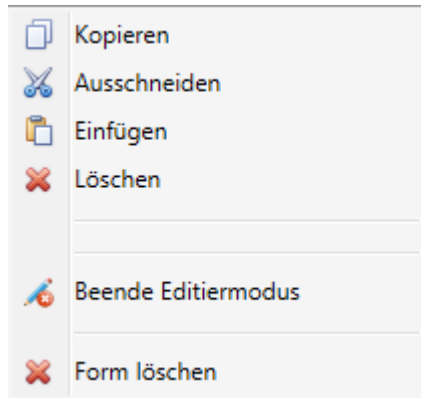 Kopieren
Ausschneiden
Einfügen
Löschen
Beende Editiermodus
Form löschen